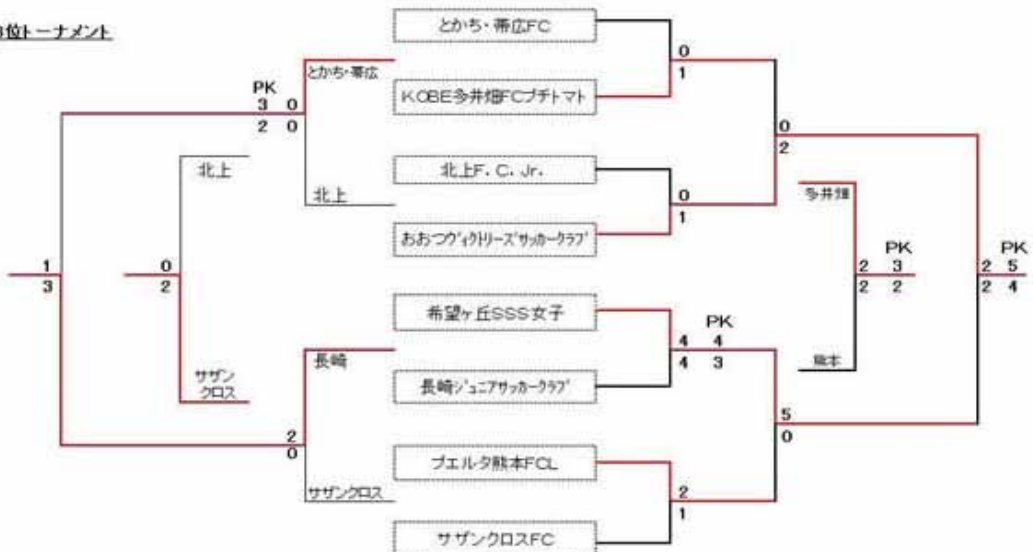 位トーナメント
とかち・帯広FC
KOBE多井畑FCプチトマト
北上F.C.Jr.
おおつヴィクトリーズサッカークラブ
希望ヶ丘SSS女子
長崎ジュニアサッカークラブ
ブエルタ熊本FCL
サザンクロスFC
とかち・帯広
PK
3 0
2 0
北上
北上
1
3
0
2
サザン
クロス
長崎
2
0
サザンクロス
0
1
0
1
0
2
多井畑
PK
2 3
2 2
熊本
PK
2 5
2 4
PK
4 4
4 3
5
0
2
1